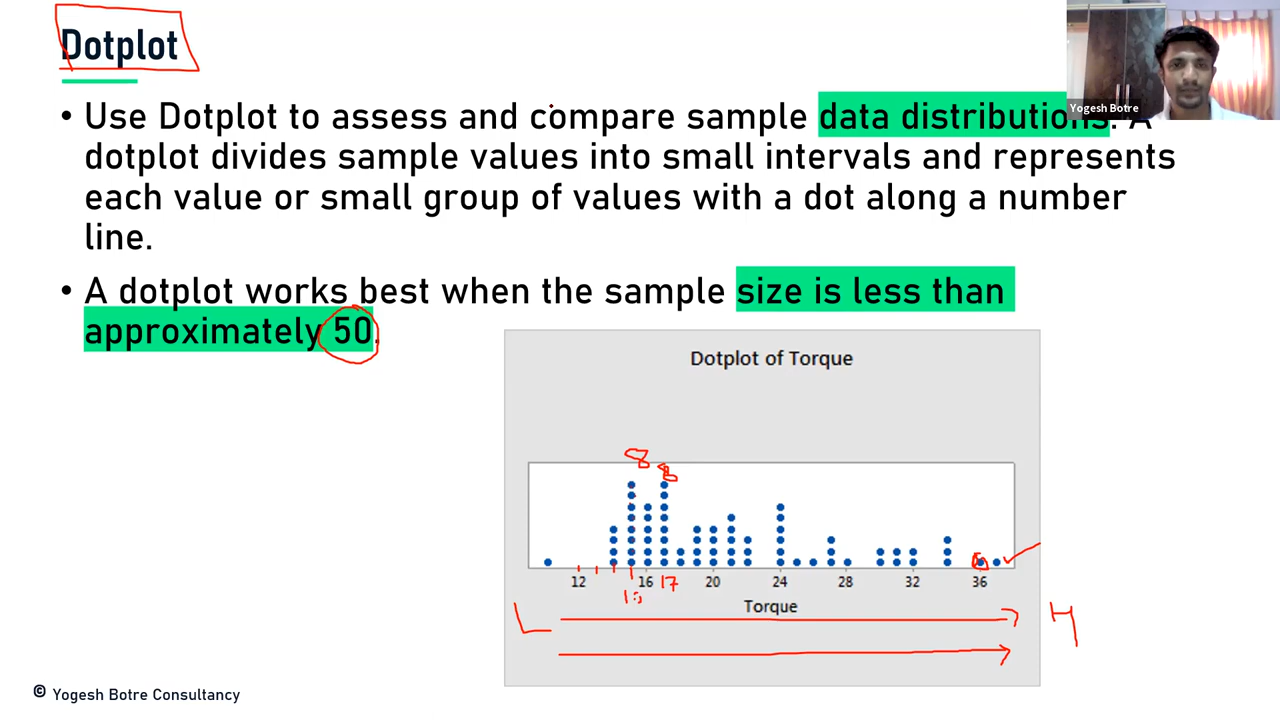 Dotplot
Yogesh Botre
• Use Dotplot to assess and compare sample data distributions. A
dotplot divides sample values into small intervals and represents
each value or small group of values with a dot along a number
line.
• A dotplot works best when the sample size is less than
approximately 50.
Dotplot of Torque
8 8
12 16 20 24 28 32 36
17
Torque
L H
© Yogesh Botre Consultancy